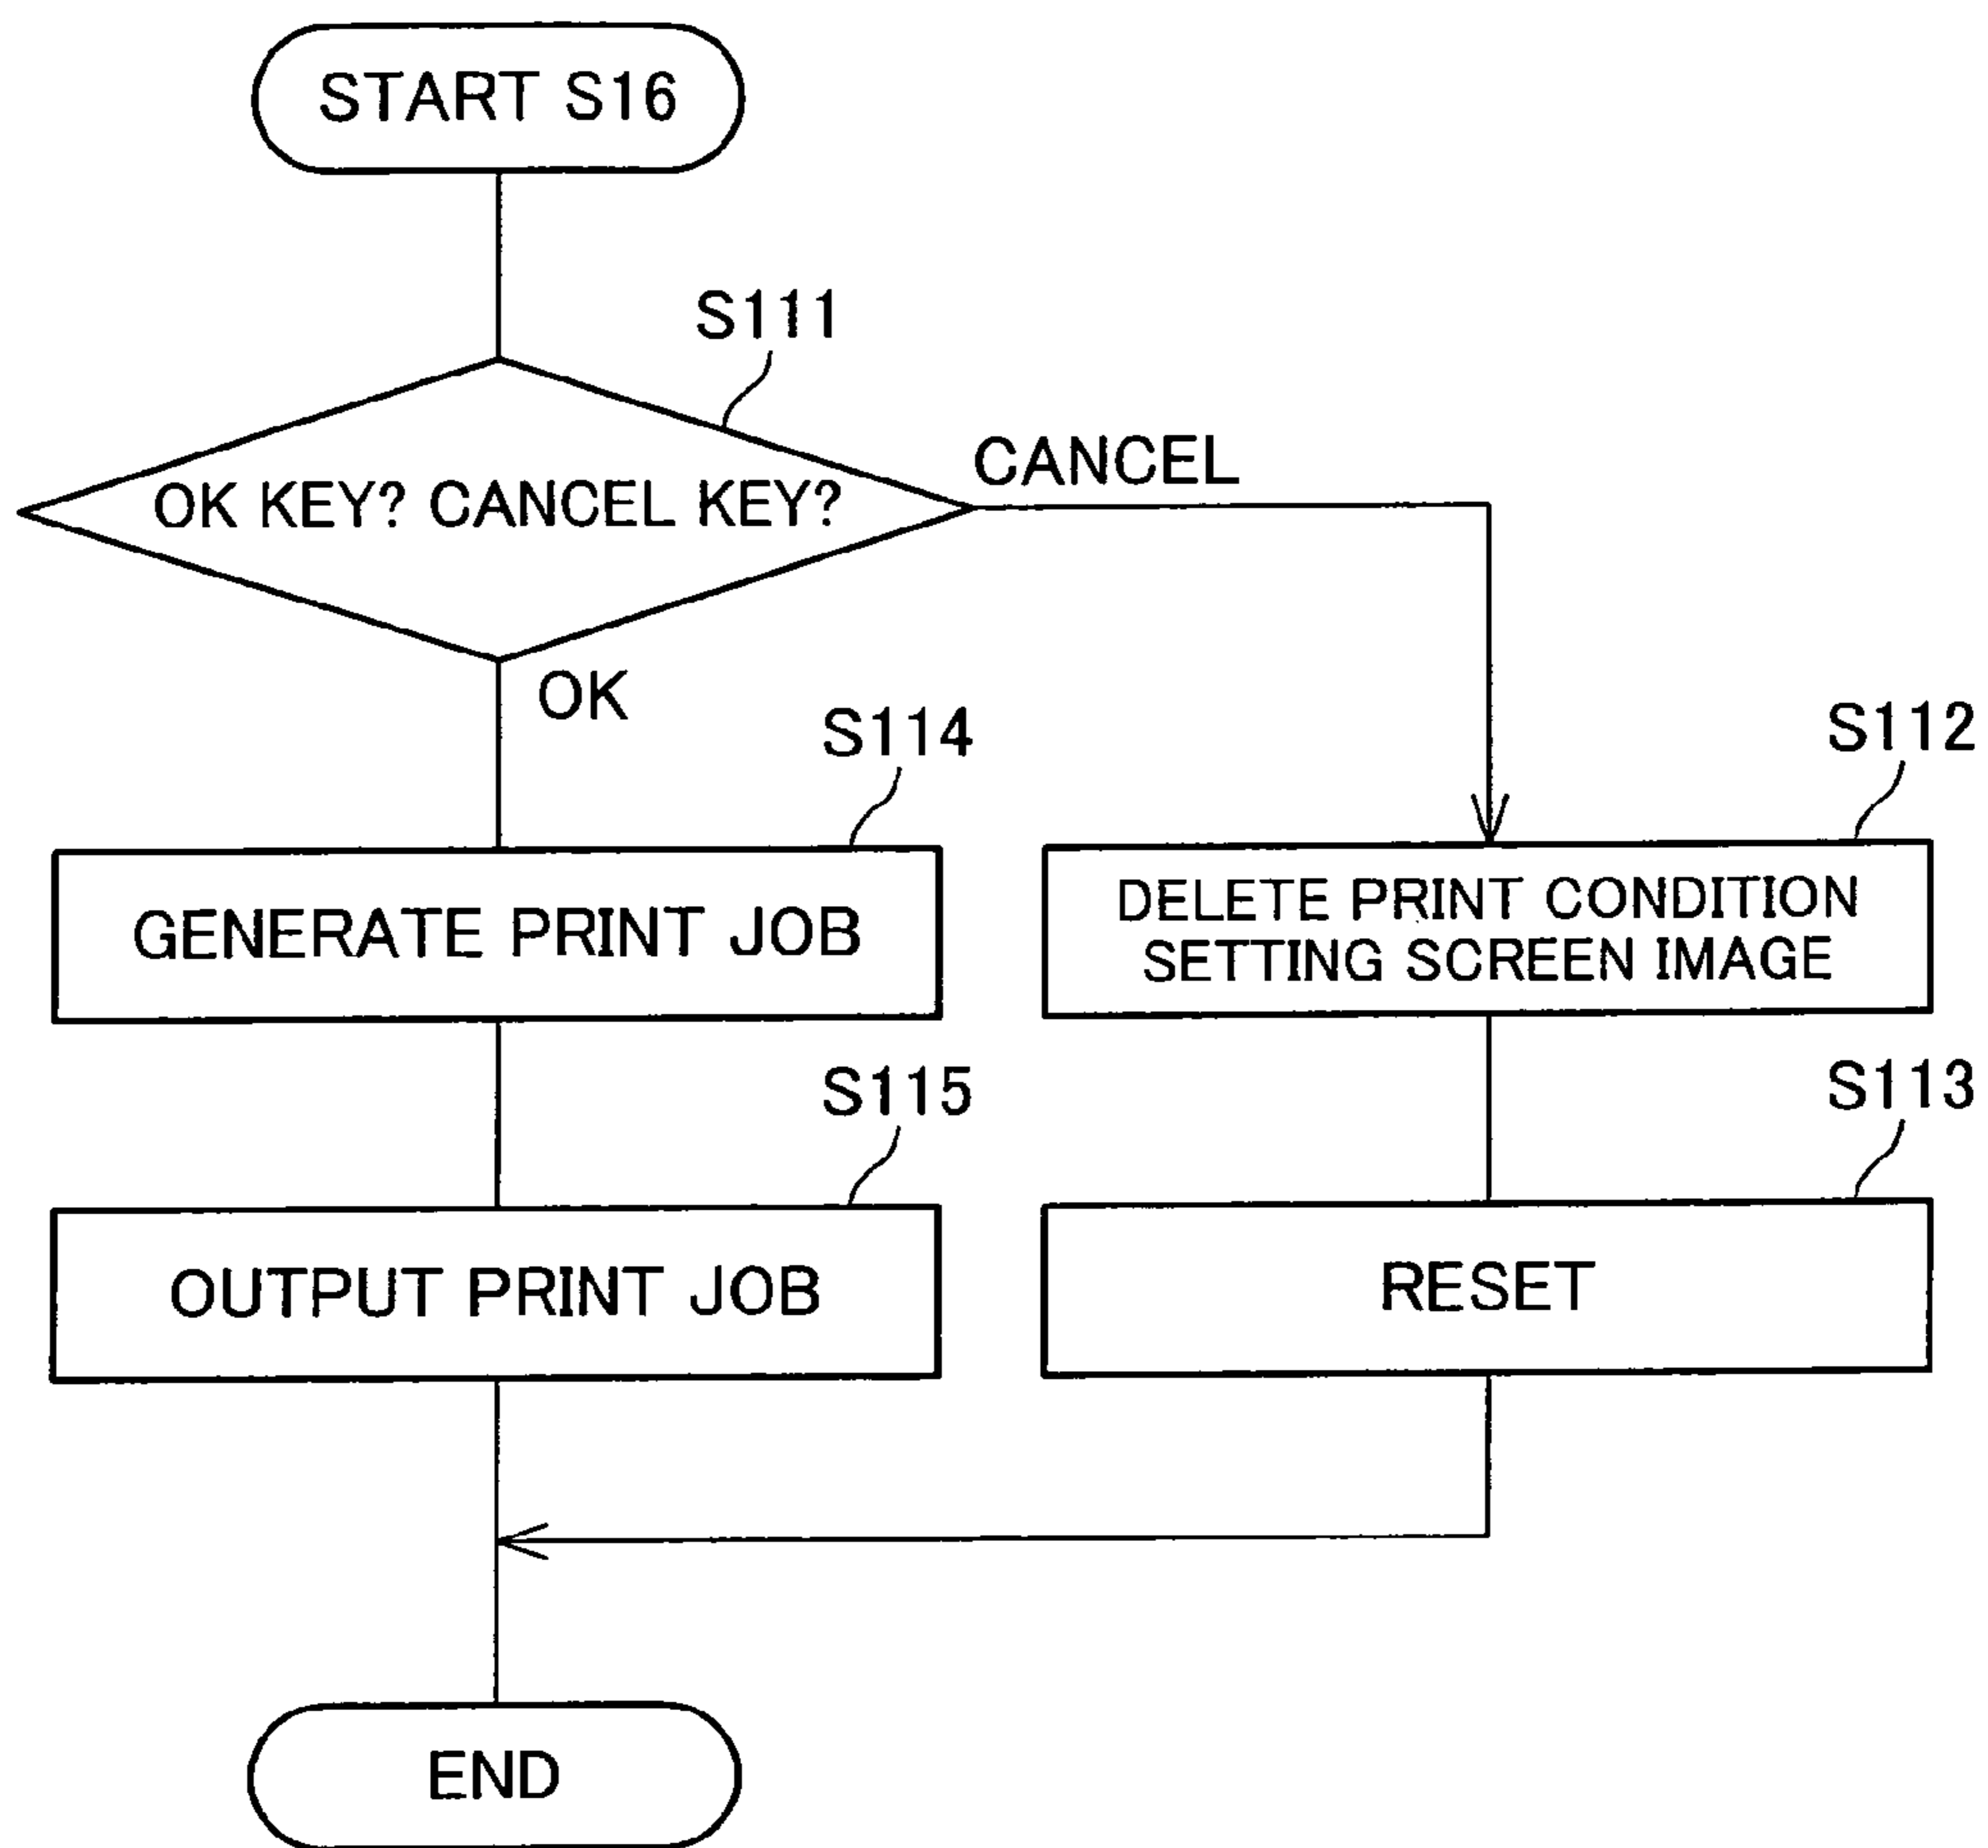 START S16
S111
OK KEY? CANCEL KEY?
CANCEL
OK
S114
GENERATE PRINT JOB
S115
OUTPUT PRINT JOB
S112
DELETE PRINT CONDITION
SETTING SCREEN IMAGE
S113
RESET
END